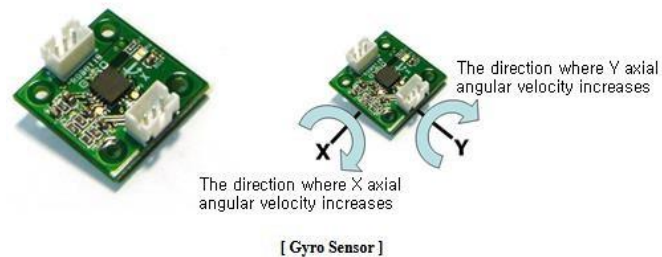 The direction where Y axial
angular velocity increases
X
Y
The direction where X axial
angular velocity increases
[ Gyro Sensor ]